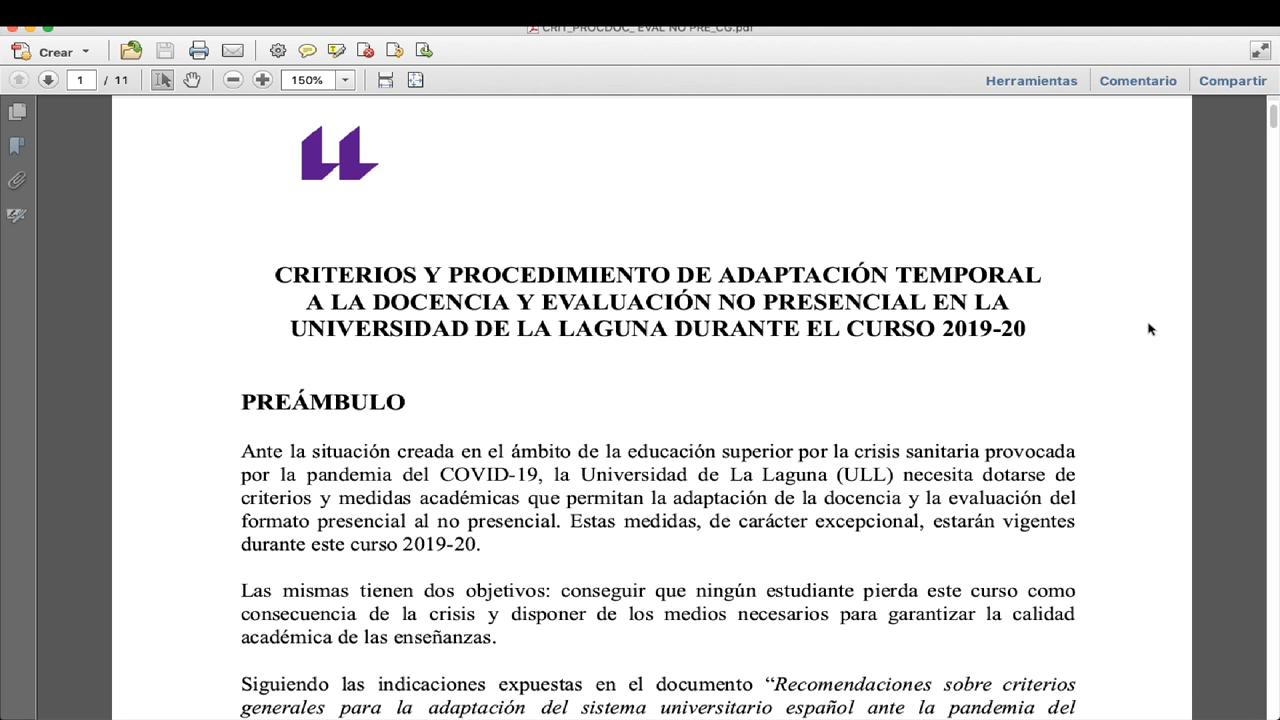 CRIT_PROCDOC_ EVAL NO PRE_CG.pdf
Crear
1 / 11
150%
Herramientas
Comentario
Compartir
CRITERIOS Y PROCEDIMIENTO DE ADAPTACIÓN TEMPORAL
A LA DOCENCIA Y EVALUACIÓN NO PRESENCIAL EN LA
UNIVERSIDAD DE LA LAGUNA DURANTE EL CURSO 2019-20
PREÁMBULO
Ante la situación creada en el ámbito de la educación superior por la crisis sanitaria provocada
por la pandemia del COVID-19, la Universidad de La Laguna (ULL) necesita dotarse de
criterios y medidas académicas que permitan la adaptación de la docencia y la evaluación del
formato presencial al no presencial. Estas medidas, de carácter excepcional, estarán vigentes
durante este curso 2019-20.
Las mismas tienen dos objetivos: conseguir que ningún estudiante pierda este curso como
consecuencia de la crisis y disponer de los medios necesarios para garantizar la calidad
académica de las enseñanzas.
Siguiendo las indicaciones expuestas en el documento “Recomendaciones sobre criterios
generales para la adaptación del sistema universitario español ante la pandemia del